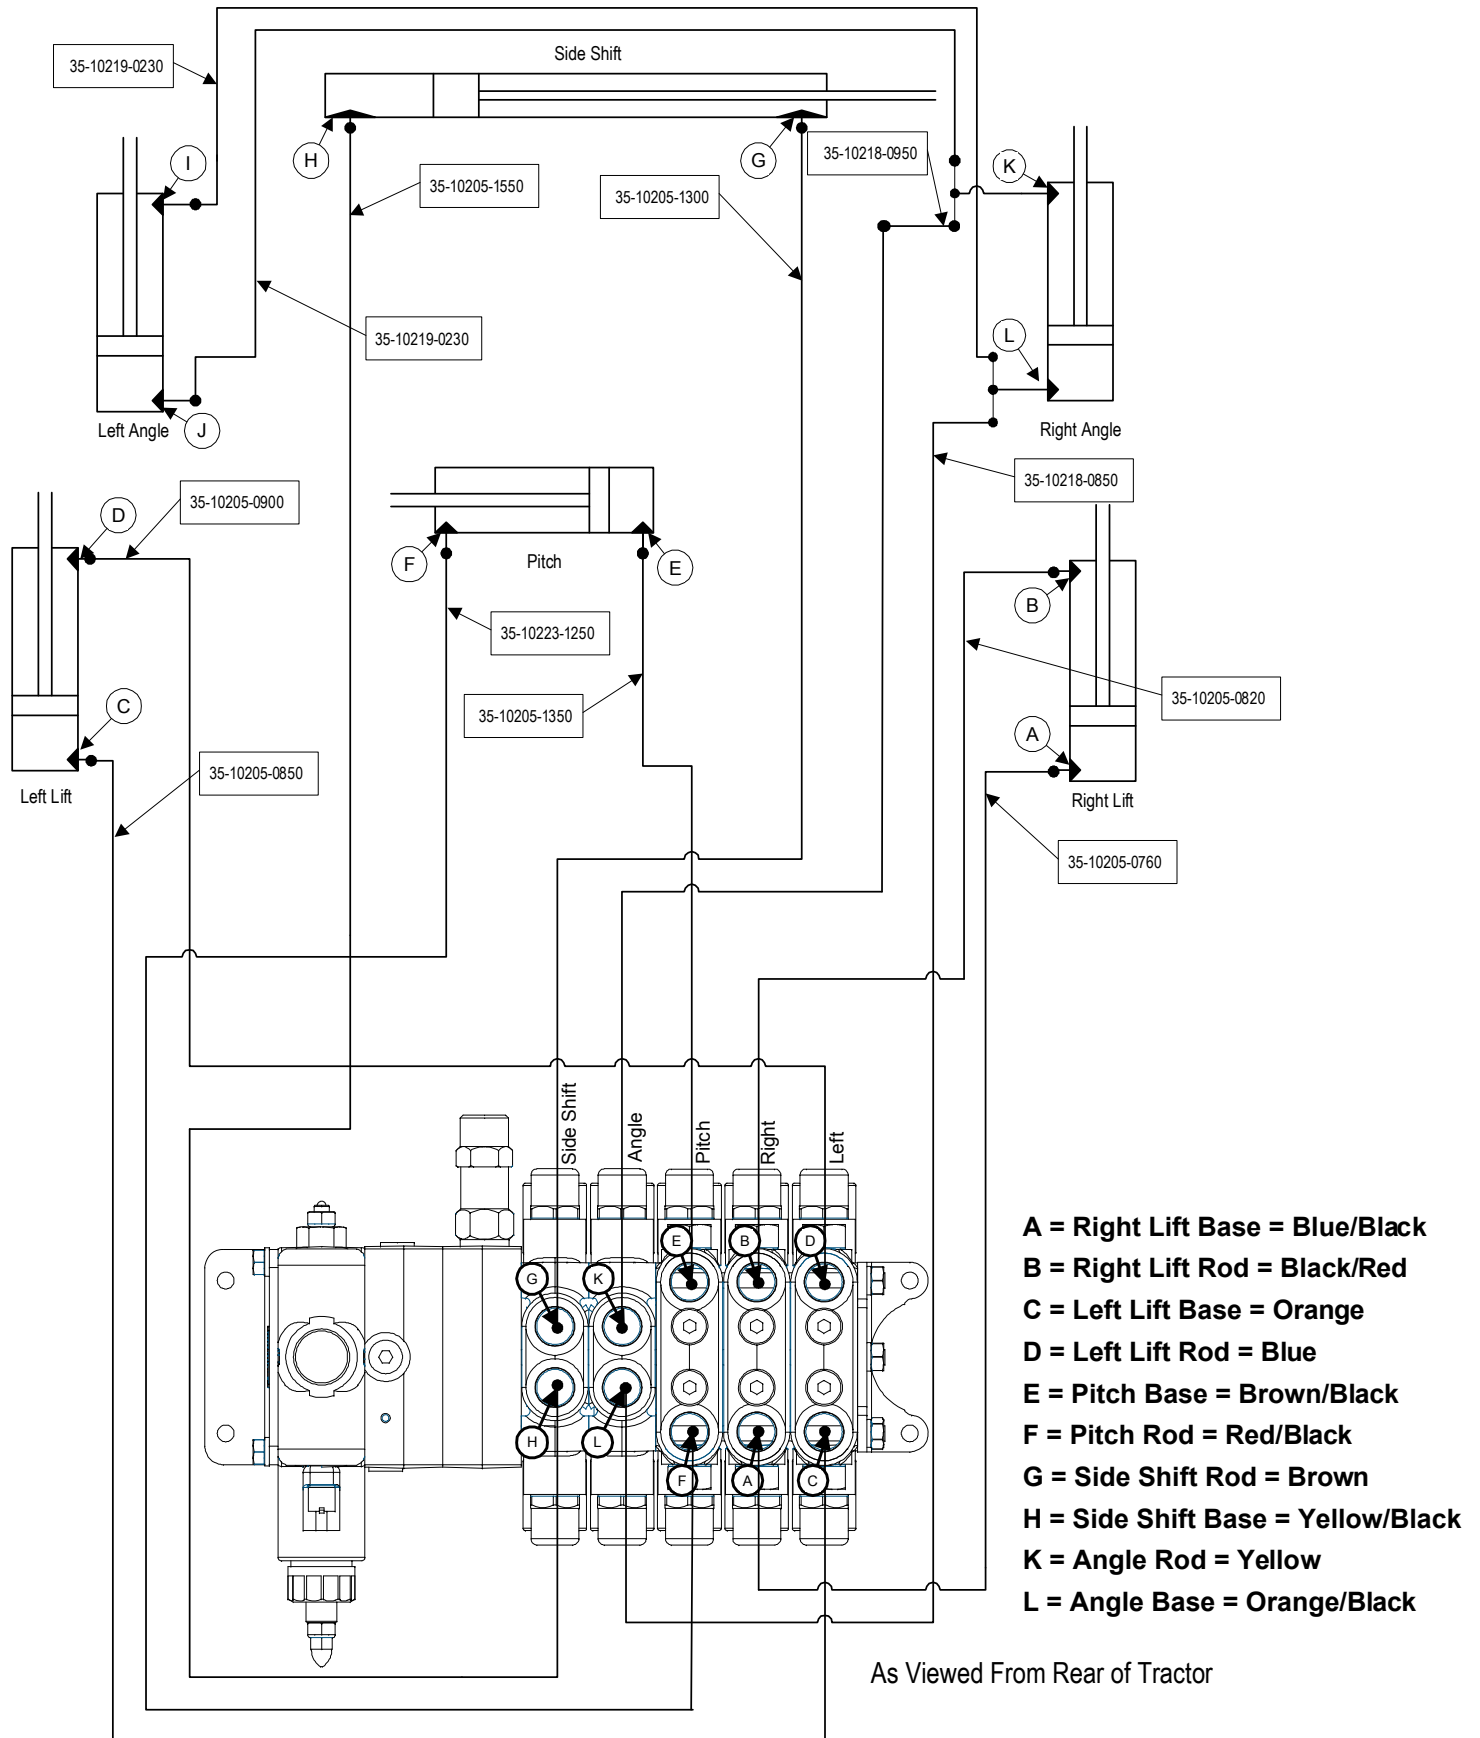 35-10219-0230
Side Shift
I
H
G
35-10218-0950
K
35-10205-1550
35-10205-1300
35-10219-0230
L
J
Left Angle
Right Angle
35-10218-0850
D
35-10205-0900
F
Pitch
E
B
35-10223-1250
C
35-10205-1350
35-10205-0820
A
35-10205-0850
Left Lift
Right Lift
35-10205-0760
Side Shift
Angle
Pitch
Right
Left
E
B
D
G
K
H
L
F
A
C
A = Right Lift Base = Blue/Black
B = Right Lift Rod = Black/Red
C = Left Lift Base = Orange
D = Left Lift Rod = Blue
E = Pitch Base = Brown/Black
F = Pitch Rod = Red/Black
G = Side Shift Rod = Brown
H = Side Shift Base = Yellow/Black
K = Angle Rod = Yellow
L = Angle Base = Orange/Black
As Viewed From Rear of Tractor